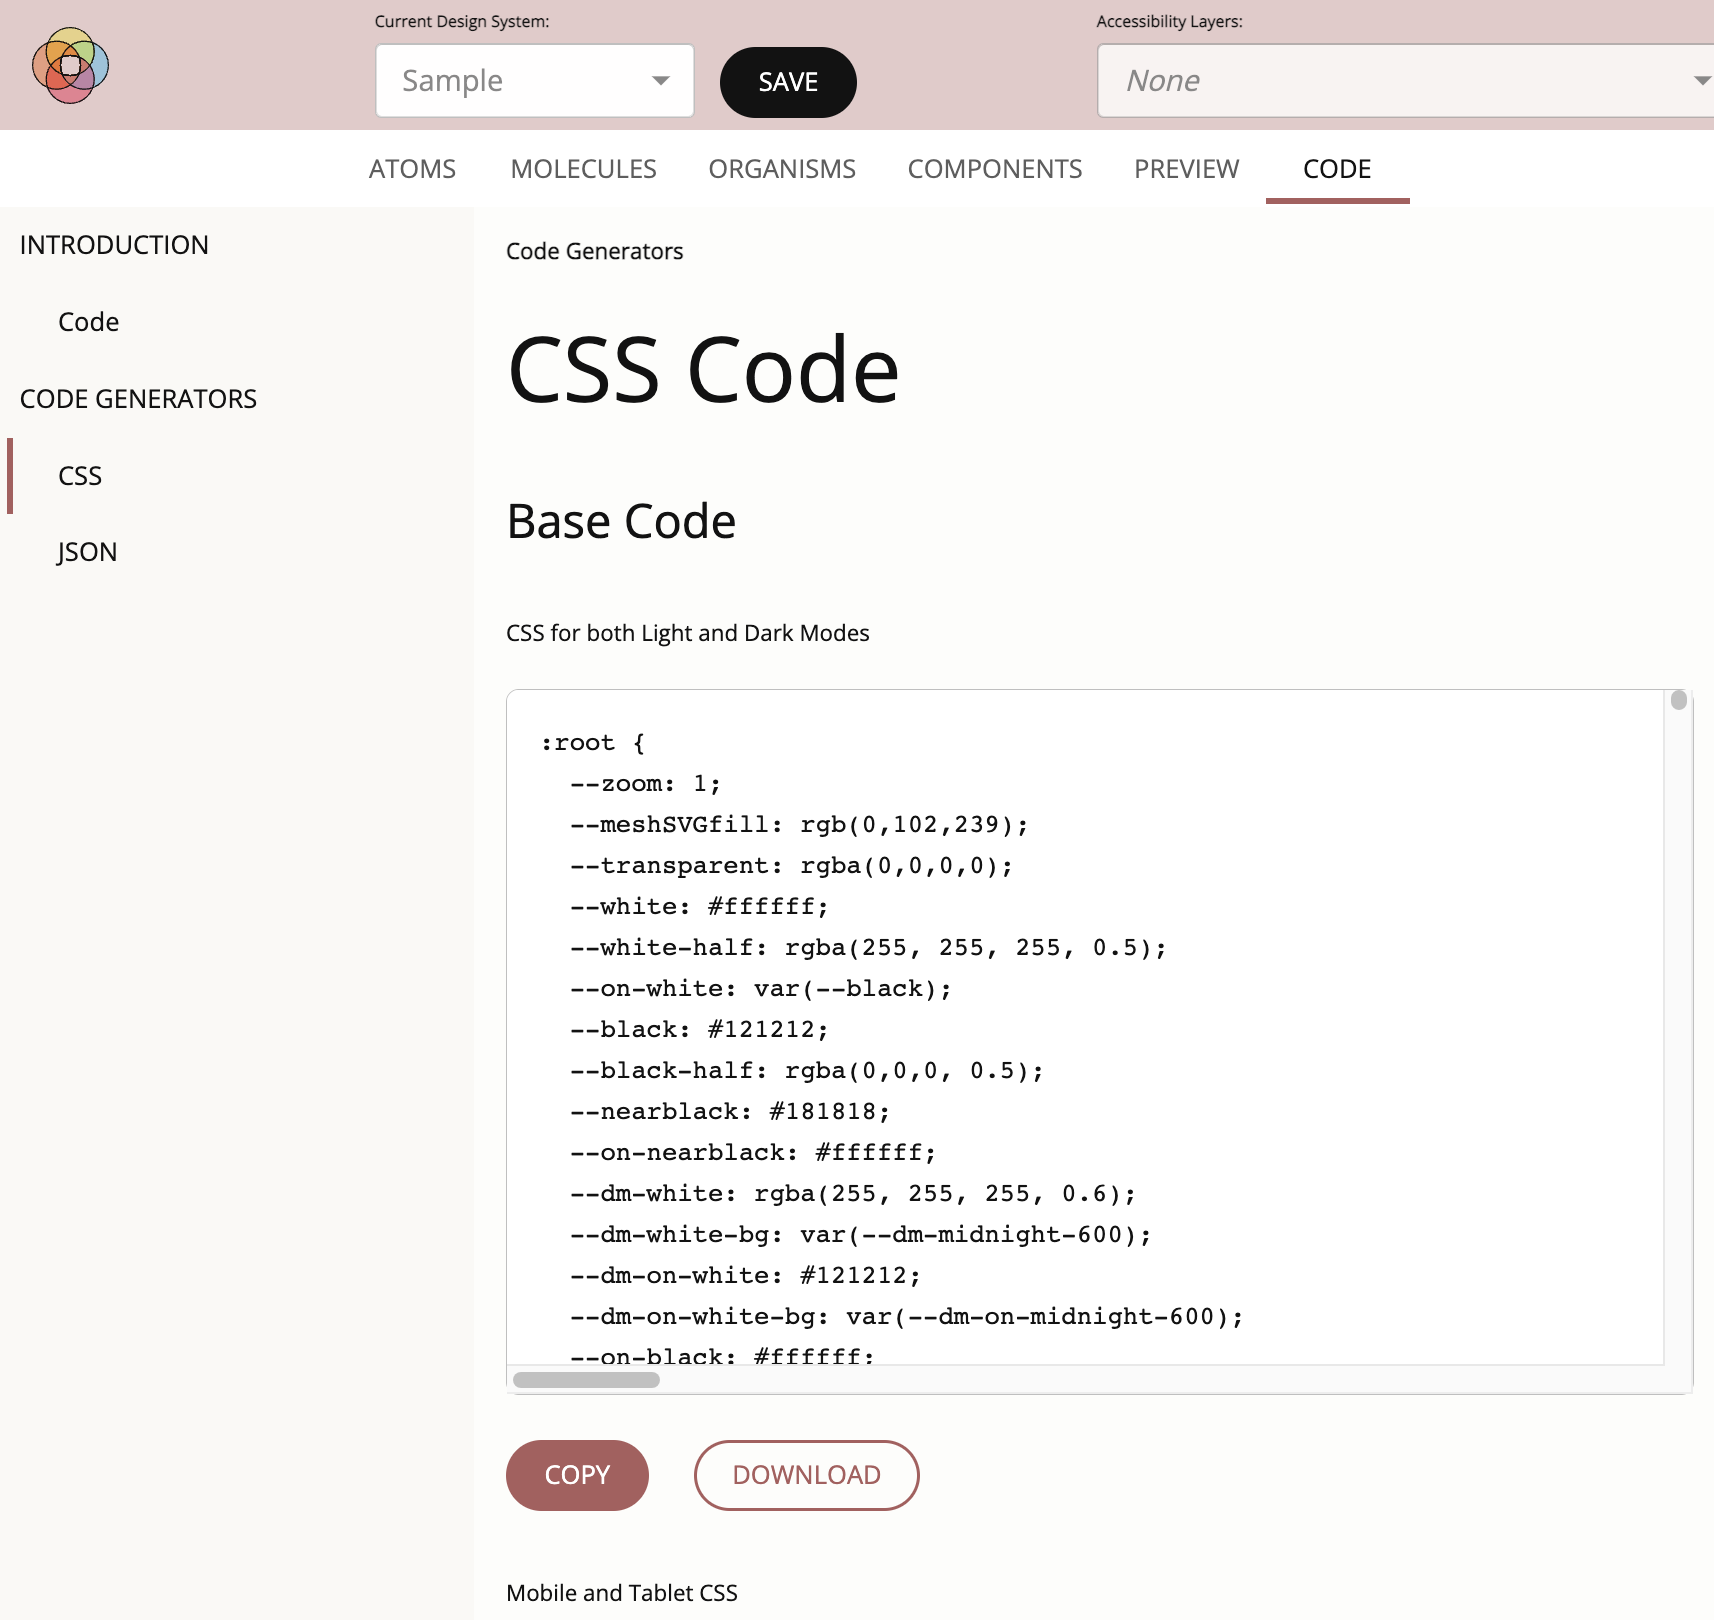 Current Design System:
Accessibility Layers:
Sample
SAVE
None
ATOMS MOLECULES ORGANISMS COMPONENTS PREVIEW CODE
INTRODUCTION
Code
CODE GENERATORS
CSS
JSON
Code Generators
CSS Code
Base Code
CSS for both Light and Dark Modes
:root {
  --zoom: 1;
  --meshSVGfill: rgb(0,102,239);
  --transparent: rgba(0,0,0,0);
  --white: #ffffff;
  --white-half: rgba(255, 255, 255, 0.5);
  --on-white: var(--black);
  --black: #121212;
  --black-half: rgba(0,0,0, 0.5);
  --nearblack: #181818;
  --on-nearblack: #ffffff;
  --dm-white: rgba(255, 255, 255, 0.6);
  --dm-white-bg: var(--dm-midnight-600);
  --dm-on-white: #121212;
  --dm-on-white-bg: var(--dm-on-midnight-600);
  --on-black: #ffffff;
COPY
DOWNLOAD
Mobile and Tablet CSS